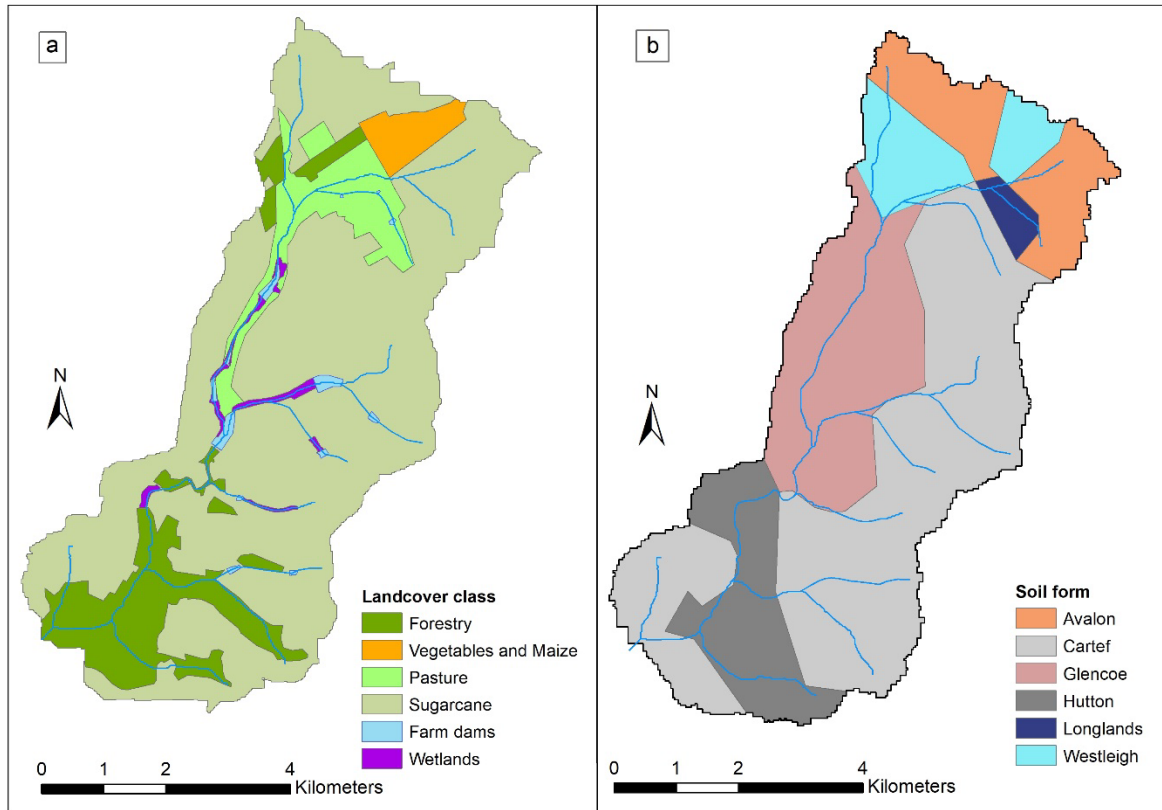 a
N
Landcover class
Forestry
Vegetables and Maize
Pasture
Sugarcane
Farm dams
Wetlands
0 1 2 4
Kilometers
b
N
Soil form
Avalon
Cartef
Glencoe
Hutton
Longlands
Westleigh
0 1 2 4
Kilometers